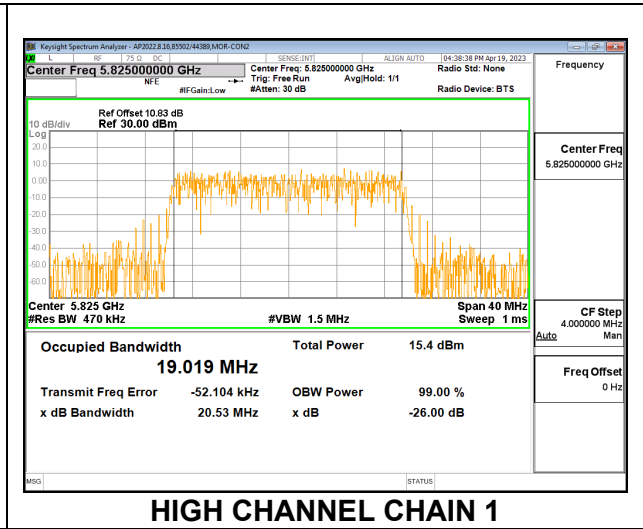 Keysight Spectrum Analyzer - AP2022.8.16,85502/44389,MOR-CON2
L RF 75 Ω DC SENSE:INT ALIGN AUTO 04:38:38 PM Apr 19, 2023
Center Freq 5.825000000 GHz
NFE
#IFGain:Low
Center Freq: 5.825000000 GHz
Trig: Free Run Avg|Hold: 1/1
#Atten: 30 dB
Radio Std: None
Radio Device: BTS
Frequency
Ref Offset 10.83 dB
10 dB/div Ref 30.00 dBm
Log
20.0
10.0
0.00
-10.0
-20.0
-30.0
-40.0
-50.0
-60.0
Center Freq
5.825000000 GHz
Center 5.825 GHz Span 40 MHz
#Res BW 470 kHz #VBW 1.5 MHz Sweep 1 ms
CF Step
4.000000 MHz
Auto Man
Occupied Bandwidth Total Power 15.4 dBm
19.019 MHz
Freq Offset
0 Hz
Transmit Freq Error -52.104 kHz OBW Power 99.00 %
x dB Bandwidth 20.53 MHz x dB -26.00 dB
MSG STATUS
HIGH CHANNEL CHAIN 1